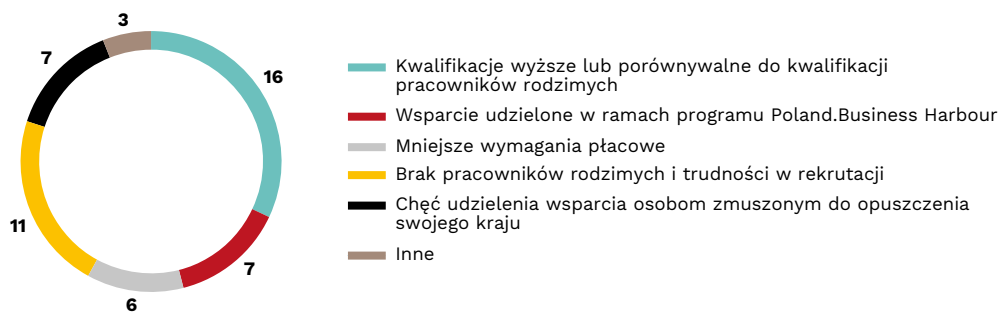 3
7
16
11
7
6
Kwalifikacje wyższe lub porównywalne do kwalifikacji
pracowników rodzimych
Wsparcie udzielone w ramach programu Poland.Business Harbour
Mniejsze wymagania płacowe
Brak pracowników rodzimych i trudności w rekrutacji
Chęć udzielenia wsparcia osobom zmuszonym do opuszczenia
swojego kraju
Inne